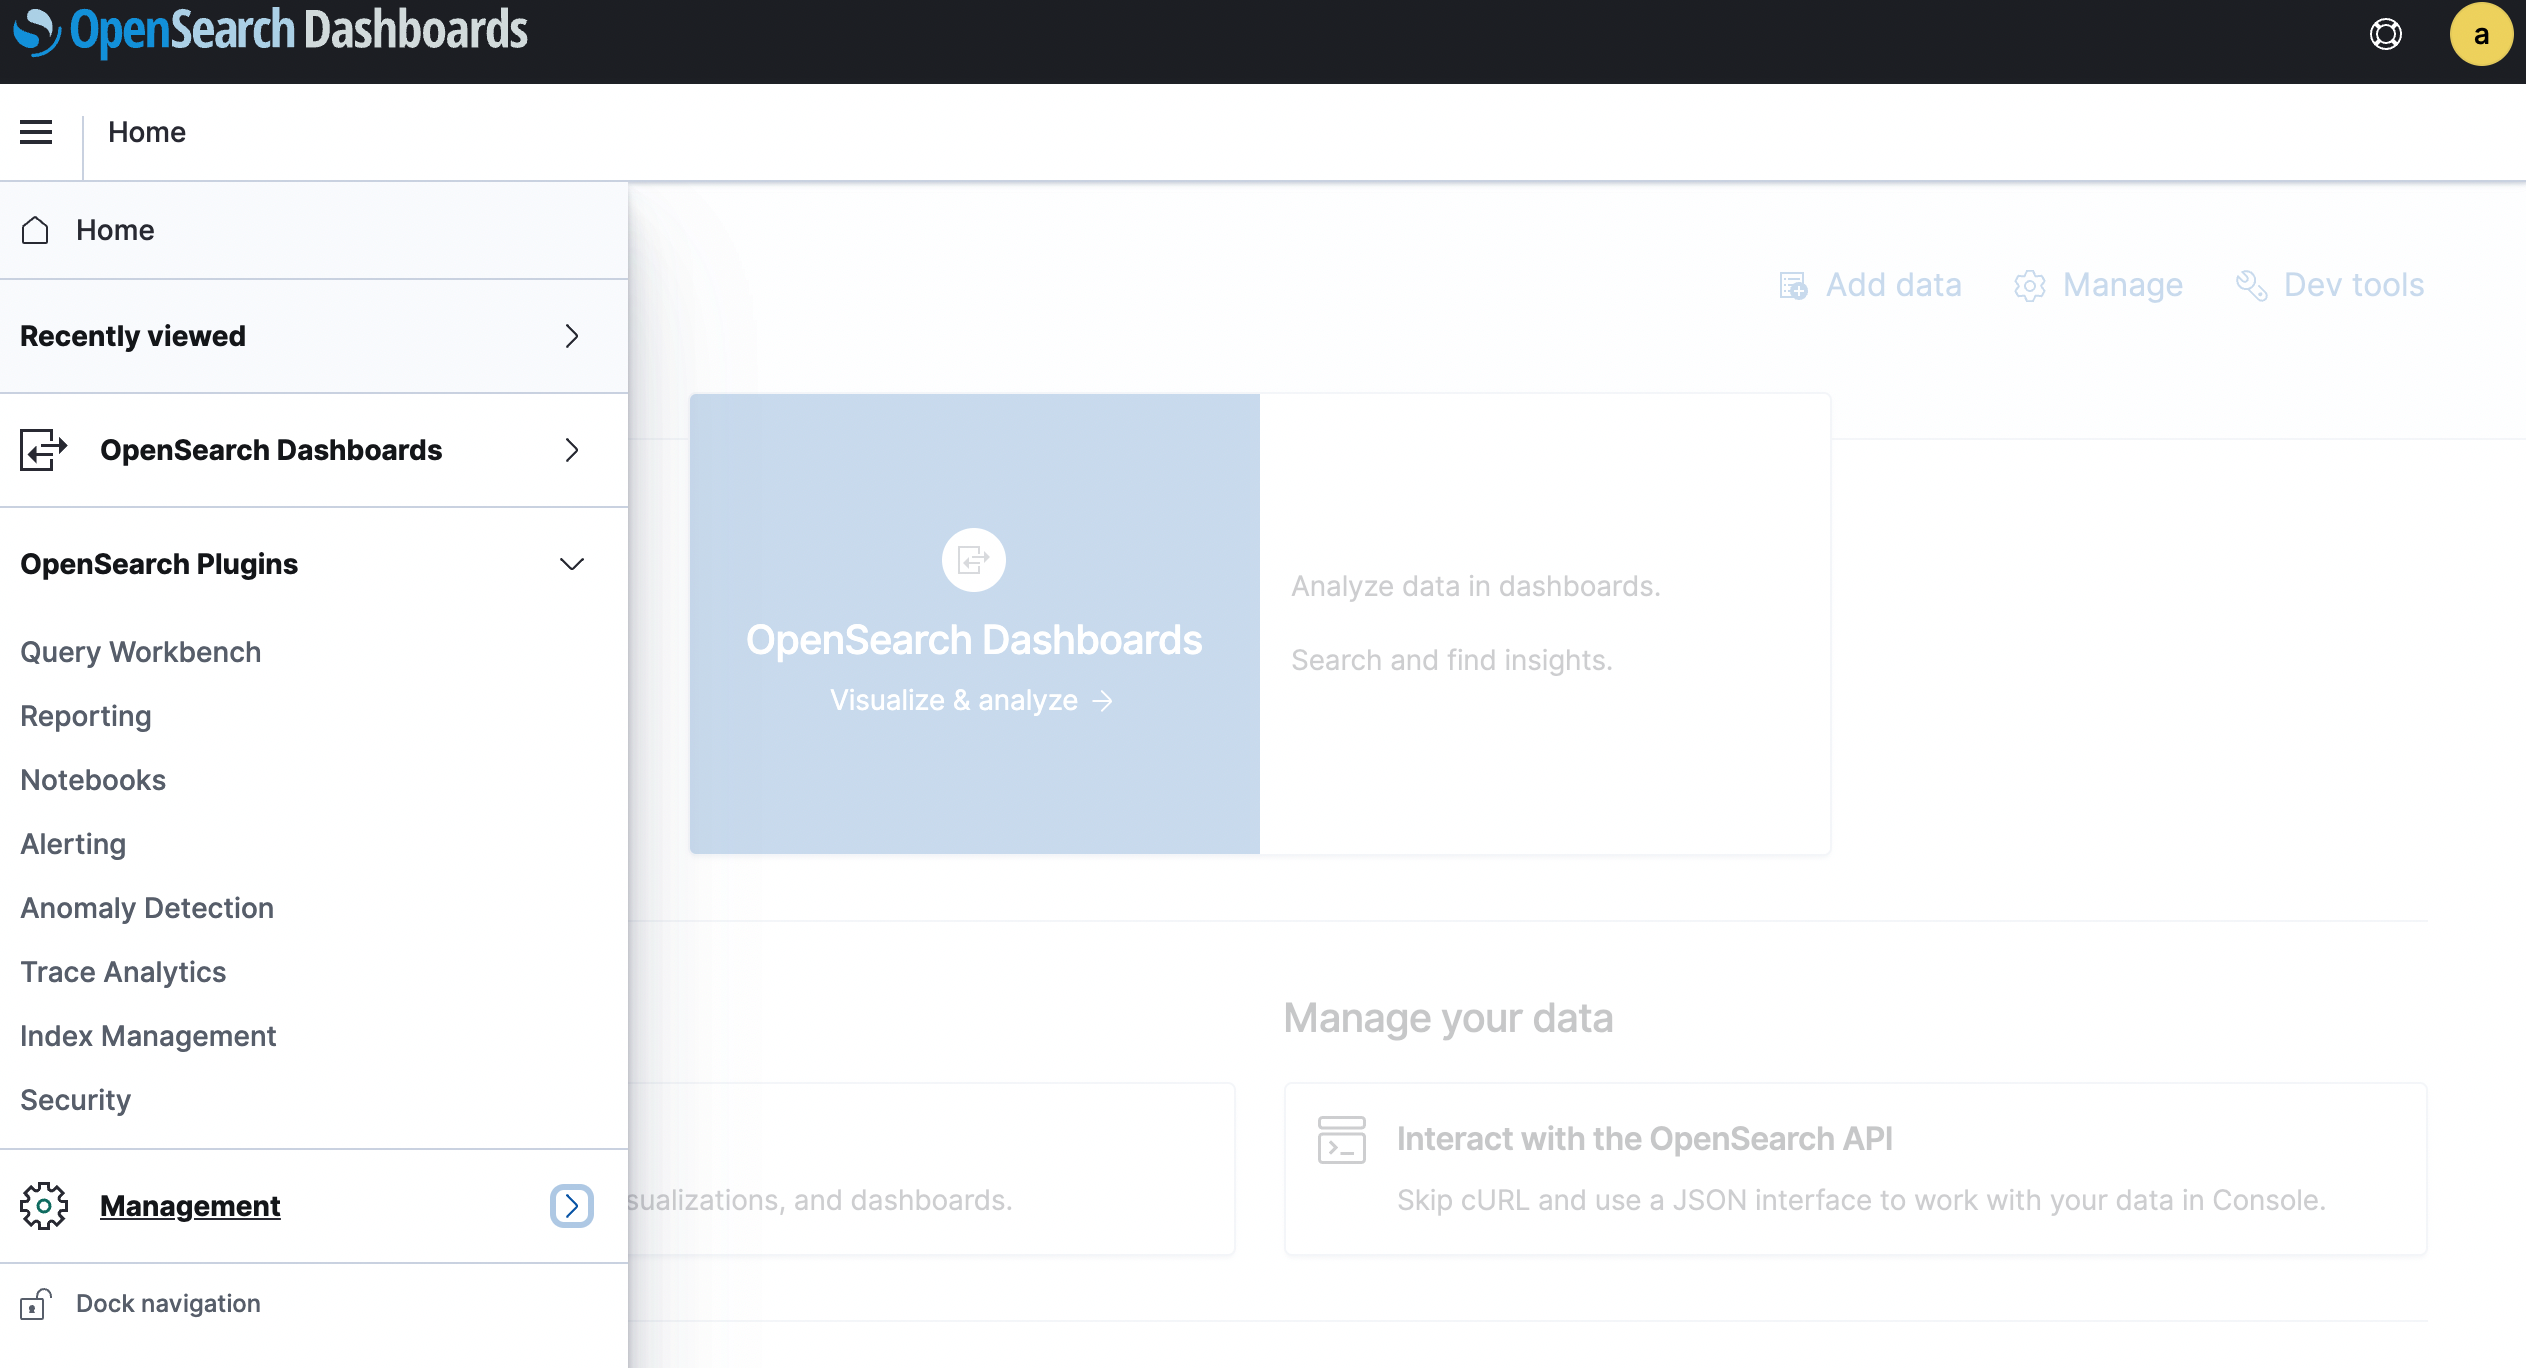 OpenSearch Dashboards
a
Home
Home
Recently viewed
OpenSearch Dashboards
OpenSearch Plugins
Query Workbench
Reporting
Notebooks
Alerting
Anomaly Detection
Trace Analytics
Index Management
Security
Management
Dock navigation
Add data
Manage
Dev tools
OpenSearch Dashboards
Visualize & analyze
Analyze data in dashboards.
Search and find insights.
Manage your data
and dashboards.
Interact with the OpenSearch API
Skip cURL and use a JSON interface to work with your data in Console.